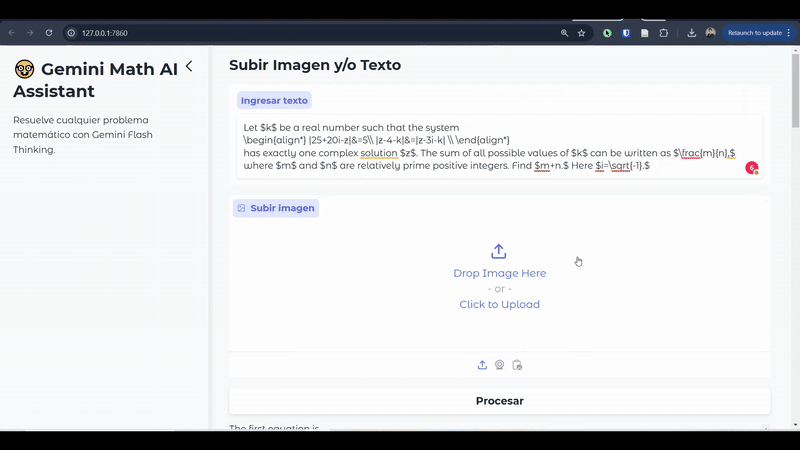 127.0.0.1:7860
Relaunch to update
Gemini Math AI
Assistant
Resuelve cualquier problema
matemático con Gemini Flash
Thinking.
Subir Imagen y/o Texto
Ingresar texto
Let $k$ be a real number such that the system
\begin{align*} |25+20i-z|&=5\\ |z-4-k|&=|z-3i-k| \\ \end{align*}
has exactly one complex solution $z$. The sum of all possible values of $k$ can be written as $\frac{m}{n},$
where $m$ and $n$ are relatively prime positive integers. Find $m+n.$ Here $i=\sqrt{-1}.$
6
Subir imagen
Drop Image Here
- or -
Click to Upload
Procesar
The first equation is